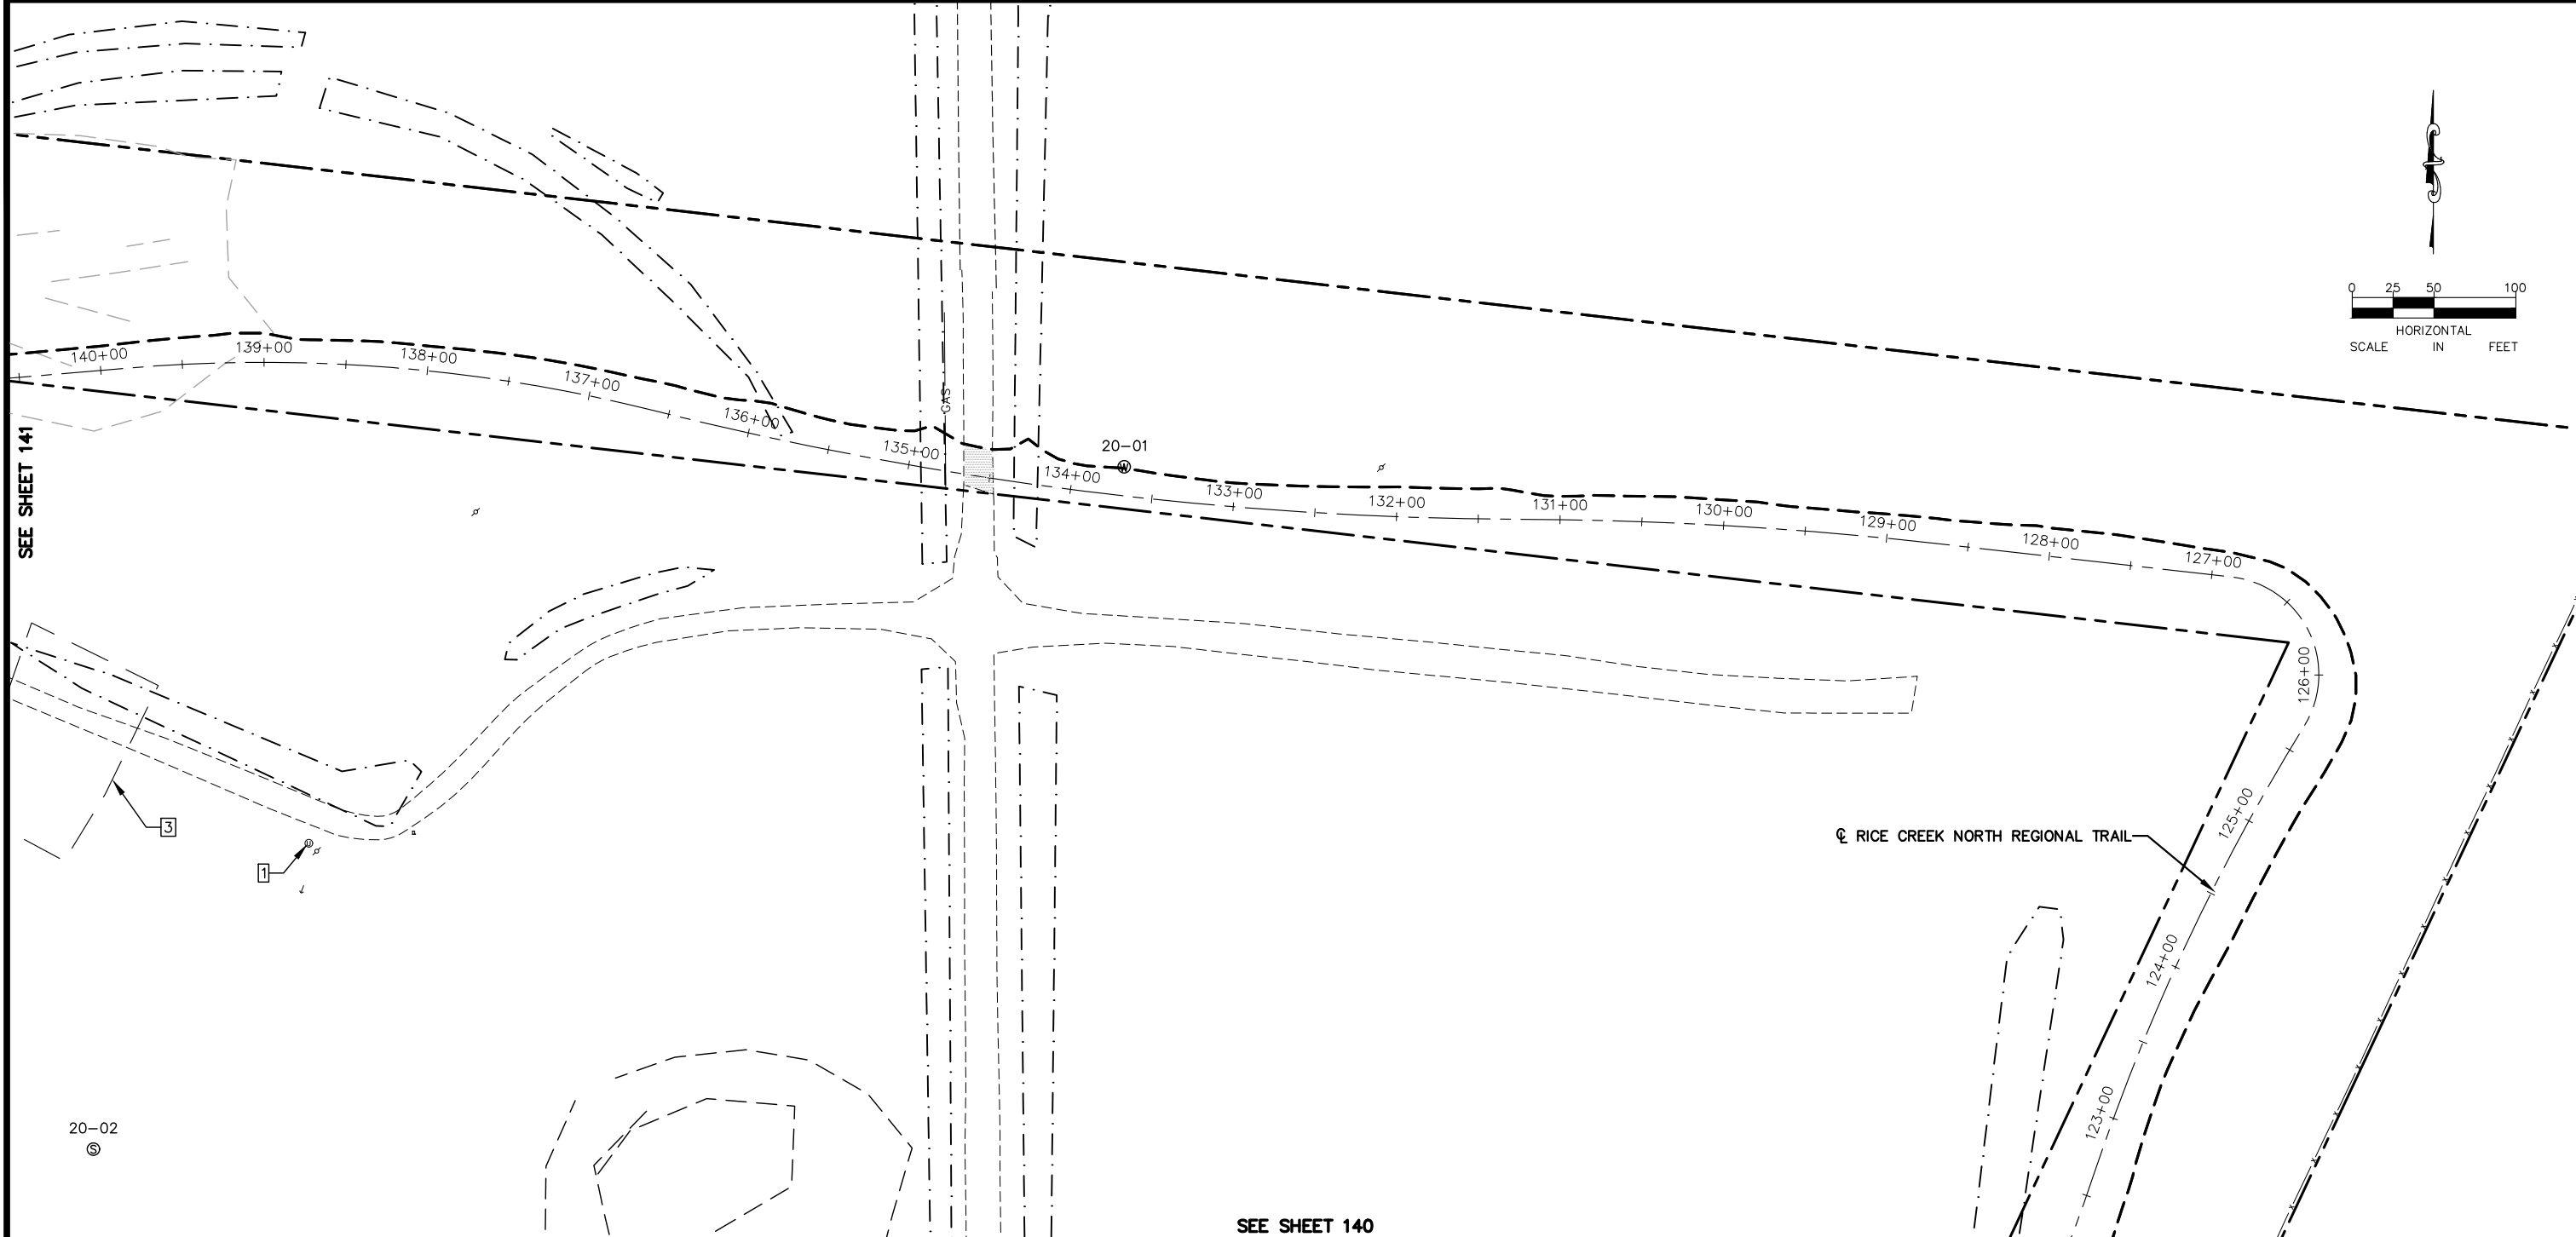 0 25 50 100
HORIZONTAL
SCALE IN FEET
140+00
139+00
138+00
137+00
136+00
135+00
134+00
133+00
132+00
131+00
130+00
129+00
128+00
127+00
126+00
125+00
124+00
123+00
GAS
20-01
W
SEE SHEET 141
3
1
℄ RICE CREEK NORTH REGIONAL TRAIL
20-02
S
SEE SHEET 140